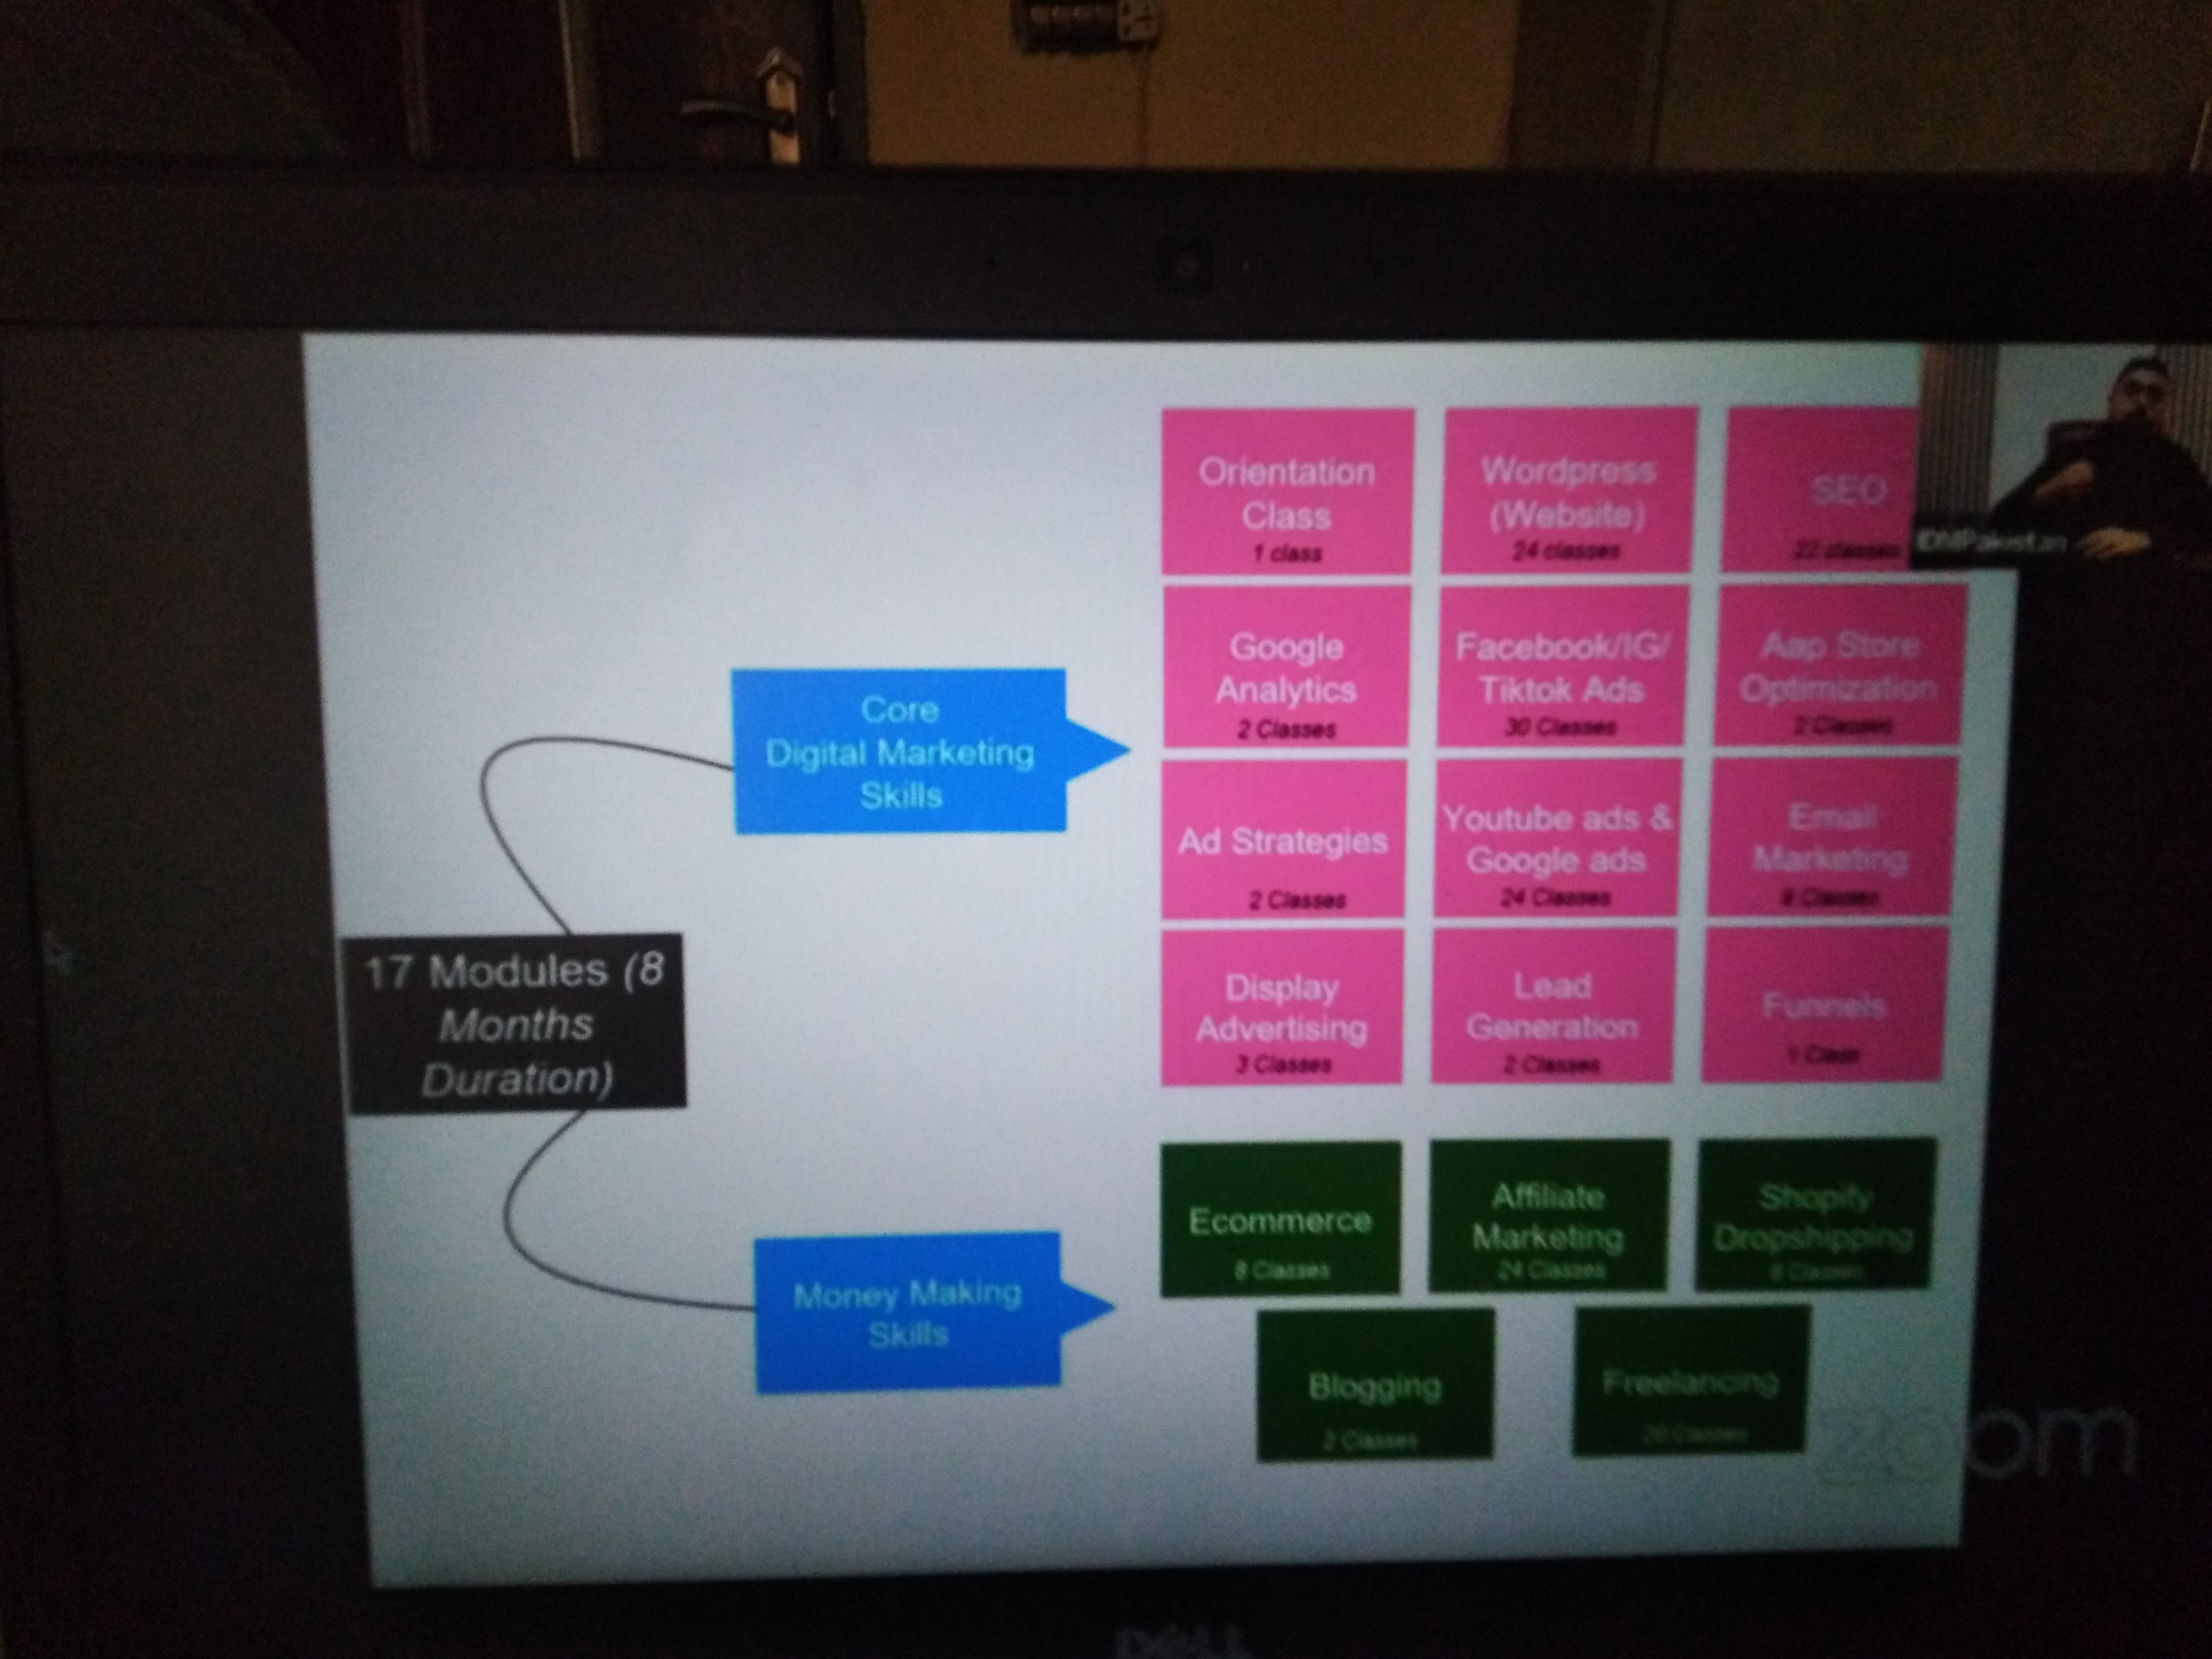 17 Modules (8
Months
Duration)
Core
Digital Marketing
Skills
Orientation
Class
1 class
Wordpress
(Website)
24 classes
SEO
22 classes
Google
Analytics
2 Classes
Facebook/IG/
Tiktok Ads
30 Classes
Aap Store
Optimization
2 Classes
Ad Strategies
2 Classes
Youtube ads &
Google ads
24 Classes
Email
Marketing
Classes
Display
Advertising
3 Classes
Lead
Generation
2 Classes
Funnels
1 Class
Money Making
Skills
Ecommerce
8 Classes
Affiliate
Marketing
24 Classes
Shopify
Dropshipping
Classes
Blogging
2 Classes
Freelancing
Classes
IDMPakistan
zoom
DELL